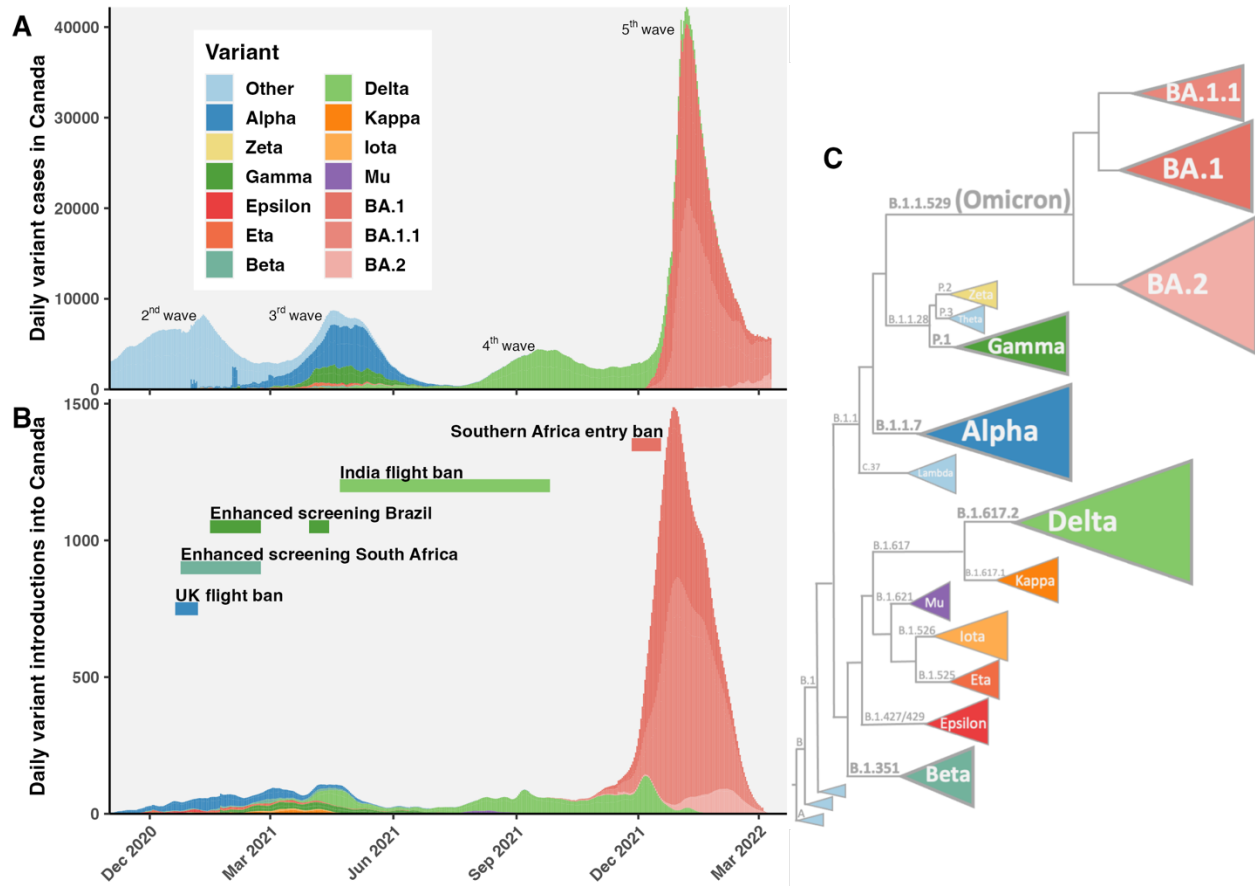 A
Daily variant cases in Canada
40000
30000
20000
10000
0
2nd wave
3rd wave
4th wave
5th wave
Variant
Other
Alpha
Zeta
Gamma
Epsilon
Eta
Beta
Delta
Kappa
Iota
Mu
BA.1
BA.1.1
BA.2
B
Daily variant introductions into Canada
1500
1000
500
0
Southern Africa entry ban
India flight ban
Enhanced screening Brazil
Enhanced screening South Africa
UK flight ban
Dec 2020
Mar 2021
Jun 2021
Sep 2021
Dec 2021
Mar 2022
C
BA.1.1
BA.1
B.1.1.529 (Omicron)
BA.2
P.2
Zeta
P.3
Theta
B.1.1.28
P.1
Gamma
B.1.1
B.1.1.7
Alpha
C.37
Lambda
B.1.617.2
Delta
B.1.617
B.1.617.1
Kappa
B.1.621
Mu
B.1.526
Iota
B.1.525
Eta
B.1
B.1.427/429
Epsilon
B
B.1.351
Beta
A